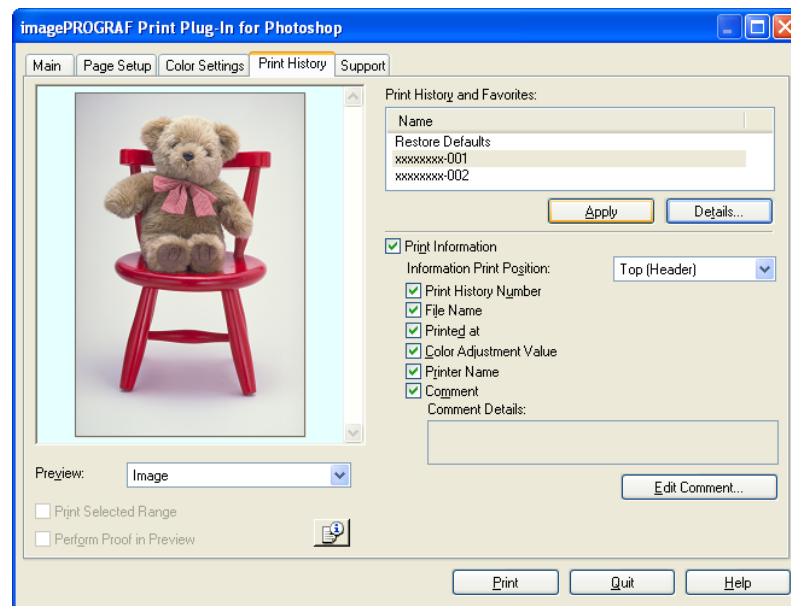 imagePROGRAF Print Plug-In for Photoshop
Main Page Setup Color Settings Print History Support
Print History and Favorites:
Name
Restore Defaults
xxxxxxxx-001
xxxxxxxx-002
Apply Details...
Print Information
Information Print Position: Top (Header)
Print History Number
File Name
Printed at
Color Adjustment Value
Printer Name
Comment
Comment Details:
Edit Comment...
Preview: Image
Print Selected Range
Perform Proof in Preview
Print Quit Help